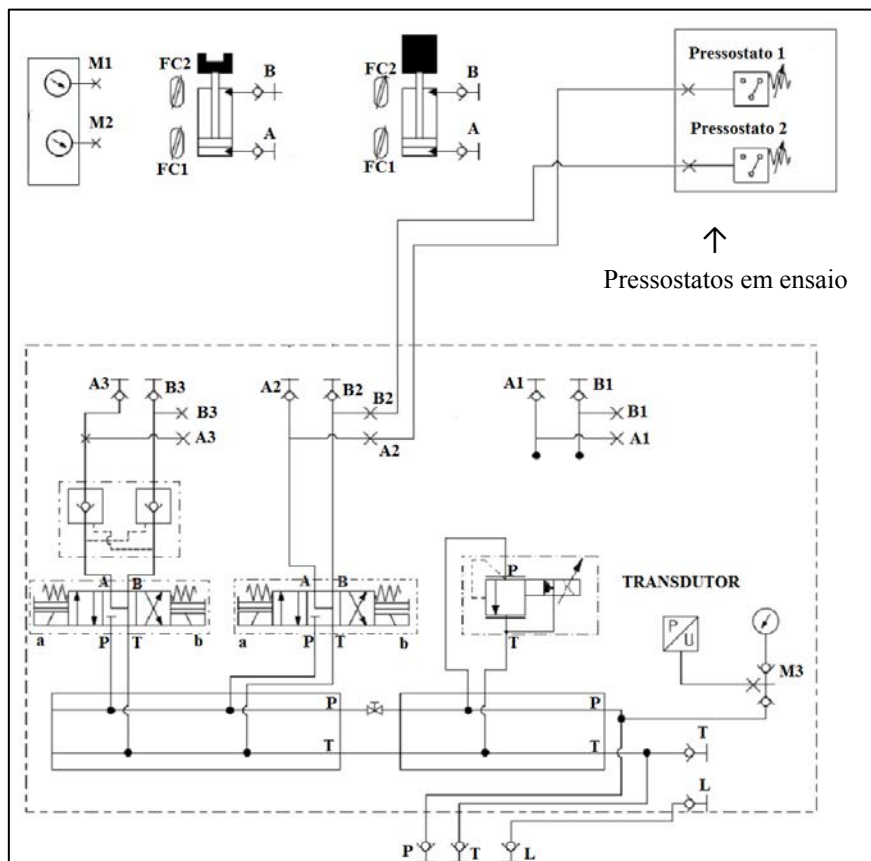 M1
M2
FC2
B
A
FC1
FC2
B
A
FC1
Pressostato 1
Pressostato 2
↑
Pressostatos em ensaio
A3
B3
B3
A3
A2
B2
B2
A2
A1
B1
B1
A1
A B
a P T b
A B
a P T b
P
T
TRANSDUTOR
P
U
M3
P
T
P
T
T
L
P T L